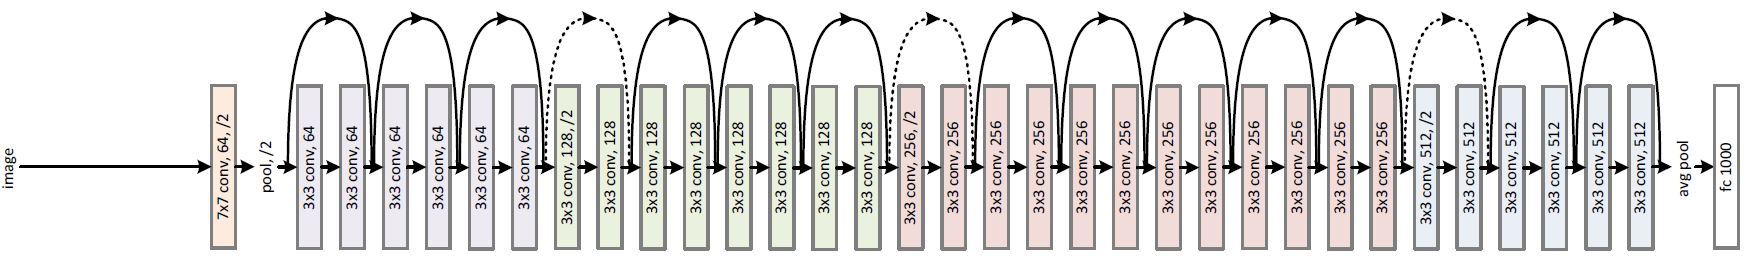 image
7x7 conv, 64, /2
pool, /2
3x3 conv, 64
3x3 conv, 64
3x3 conv, 64
3x3 conv, 64
3x3 conv, 64
3x3 conv, 64
3x3 conv, 128, /2
3x3 conv, 128
3x3 conv, 128
3x3 conv, 128
3x3 conv, 128
3x3 conv, 128
3x3 conv, 128
3x3 conv, 128
3x3 conv, 256, /2
3x3 conv, 256
3x3 conv, 256
3x3 conv, 256
3x3 conv, 256
3x3 conv, 256
3x3 conv, 256
3x3 conv, 256
3x3 conv, 256
3x3 conv, 256
3x3 conv, 256
3x3 conv, 256
3x3 conv, 512, /2
3x3 conv, 512
3x3 conv, 512
3x3 conv, 512
3x3 conv, 512
3x3 conv, 512
avg pool
fc 1000